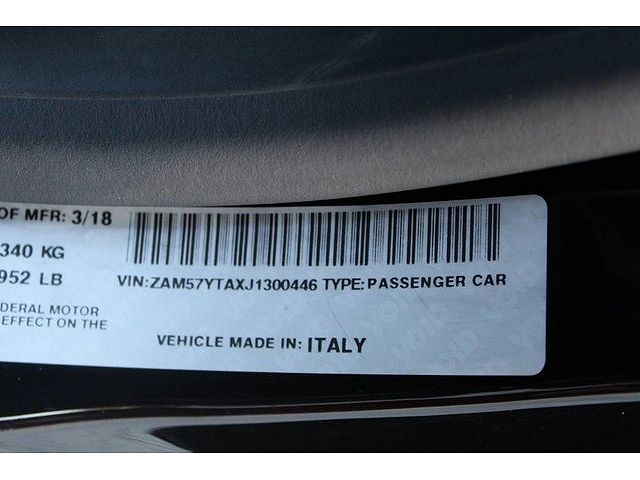 OF MFR: 3/18
340 KG
952 LB
VIN:ZAM57YTAXJ1300446 TYPE:PASSENGER CAR
DERAL MOTOR
EFFECT ON THE
VEHICLE MADE IN: ITALY